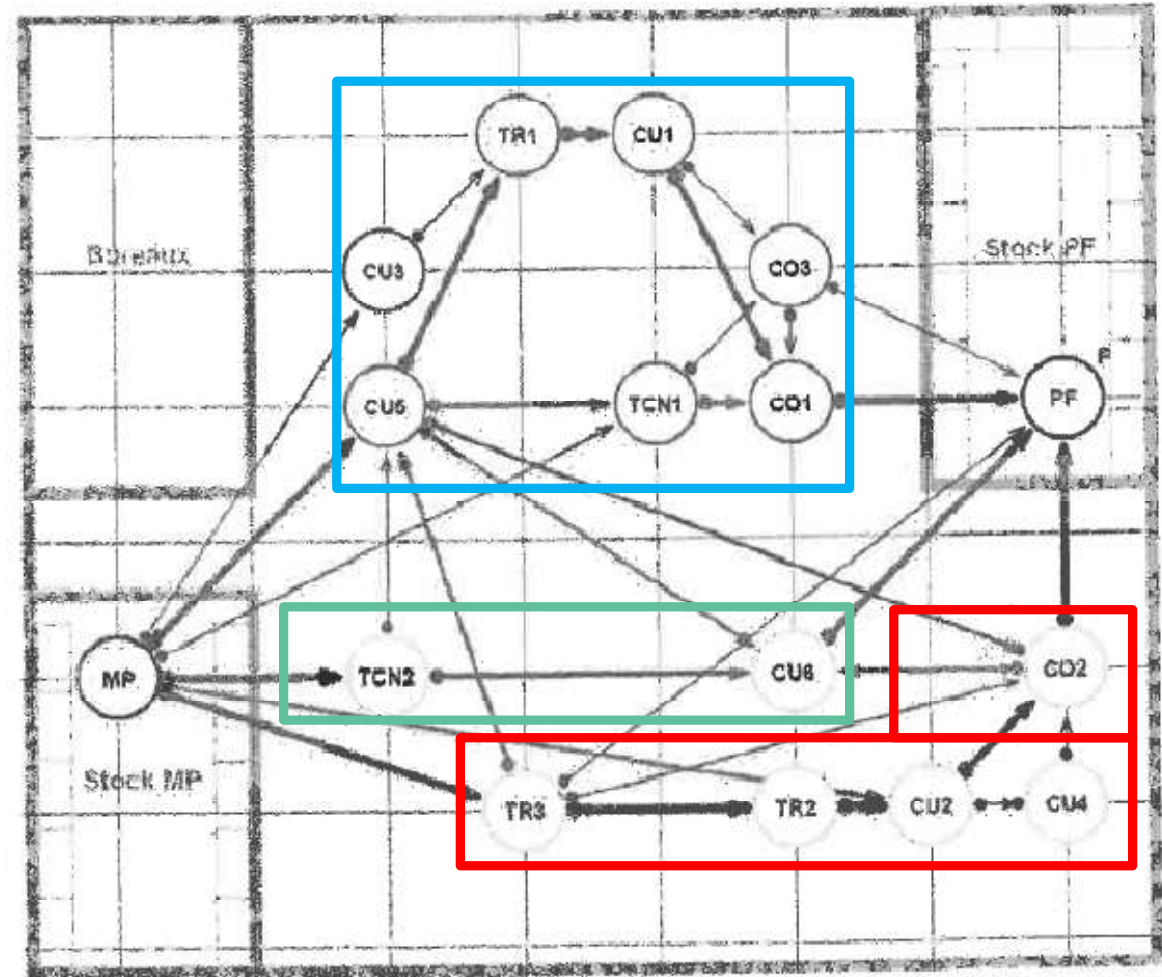 TR1 CU1
Bureaux
CU3
CO3
Stock PF
CU5
TCN1
CO1
PF
P
MP
TCN2
CU6
CO2
A
Stock MP
TR3
TR2
CU2
CU4